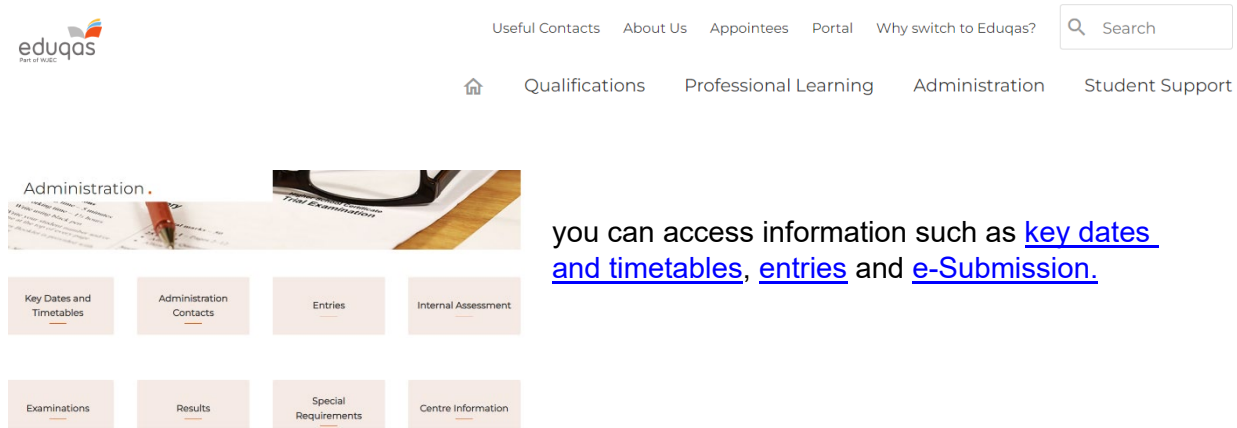 Useful Contacts About Us Appointees Portal Why switch to Eduqas? Search
eduqas
Part of WJEC
Qualifications Professional Learning Administration Student Support
Administration.
Trial Examination
you can access information such as key dates
and timetables, entries and e-Submission.
Key Dates and
Timetables
Administration
Contacts
Entries
Internal Assessment
Examinations
Results
Special
Requirements
Centre Information